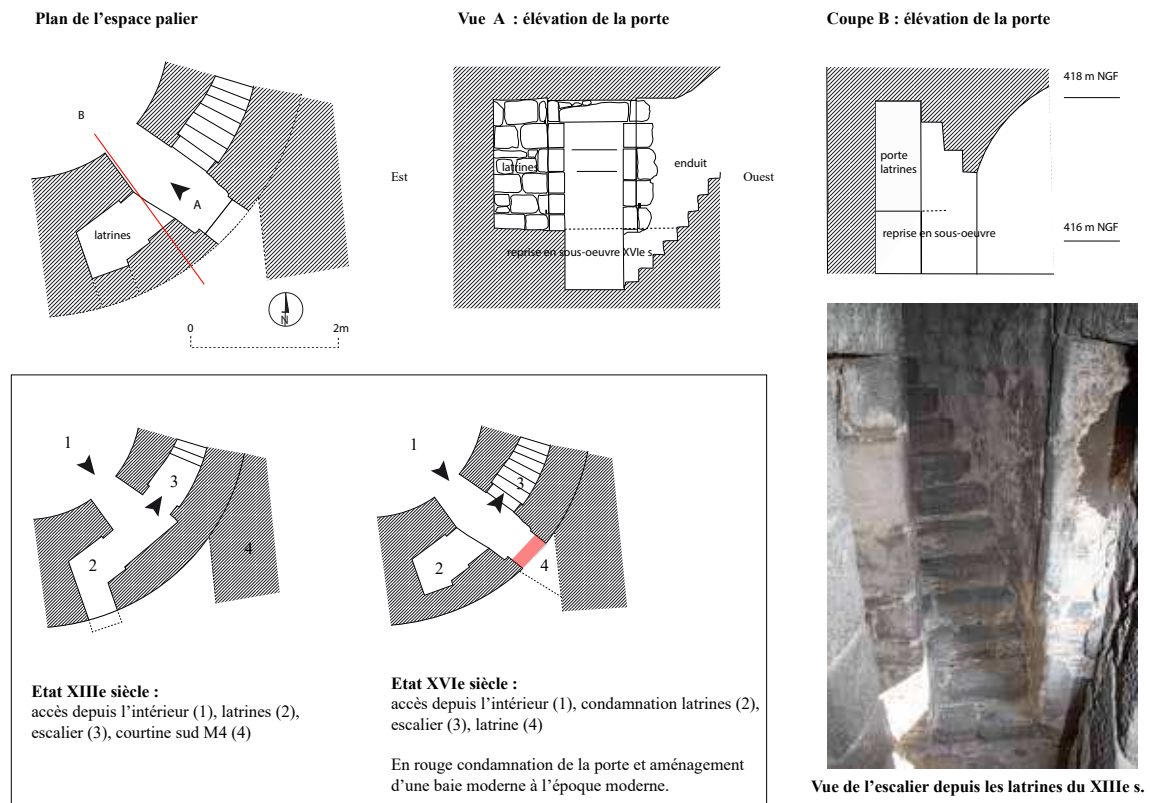 Plan de l’espace palier
Vue A : élévation de la porte
Coupe B : élévation de la porte
B
A
latrines
N
0
2m
Est
latrines
enduit
Ouest
reprise en sous-oeuvre XVIe s.
418 m NGF
porte
latrines
416 m NGF
reprise en sous-oeuvre
1
3
2
4
1
3
2
4
Etat XIIIe siècle :
accès depuis l’intérieur (1), latrines (2),
escalier (3), courtine sud M4 (4)
Etat XVIe siècle :
accès depuis l’intérieur (1), condamnation latrines (2),
escalier (3), latrine (4)
En rouge condamnation de la porte et aménagement
d’une baie moderne à l’époque moderne.
Vue de l’escalier depuis les latrines du XIIIe s.